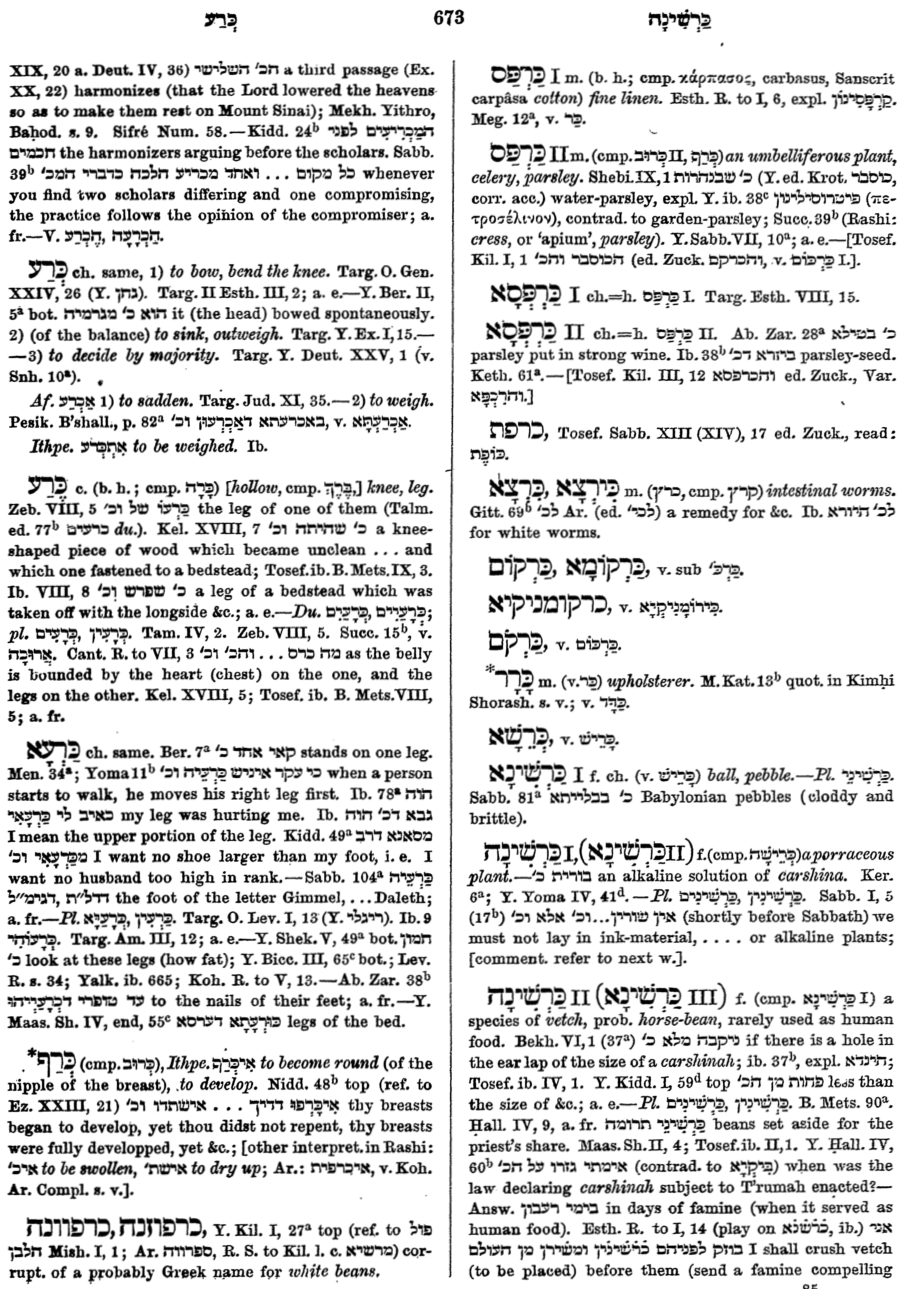 כְּרַע 673 כַּרְשִׁינָה
XIX, 20 a. Deut. IV, 36) חכ׳ השלישי a third passage (Ex.
XX, 22) harmonizes (that the Lord lowered the heavens
so as to make them rest on Mount Sinai); Mekh. Yithro,
Baḥod. s. 9. Sifré Num. 58.—Kidd. 24ᵇ המכריעים לפני
חכמים the harmonizers arguing before the scholars. Sabb.
39ᵇ כל מקום ... ואחד מכריע הלכה כדברי המכ׳ whenever
you find two scholars differing and one compromising,
the practice follows the opinion of the compromiser; a.
fr.—V. הֶכְרַע, הַכְרָעָה.
כְּרַע ch. same, 1) to bow, bend the knee. Targ. O. Gen.
XXIV, 26 (Y. גחן). Targ. II Esth. III, 2; a. e.—Y. Ber. II,
5ᵃ bot. הוא כ׳ מגרמיה it (the head) bowed spontaneously.
2) (of the balance) to sink, outweigh. Targ. Y. Ex. I, 15.—
—3) to decide by majority. Targ. Y. Deut. XXV, 1 (v.
Snh. 10ᵃ).
Af. אַכְרַע 1) to sadden. Targ. Jud. XI, 35.—2) to weigh.
Pesik. B'shall., p. 82ᵃ באכרעתא דאַכְרְעוּן וכ׳, v. אַכְרַעְתָּא.
Ithpe. אִתְכְּרַע to be weighed. Ib.
כֶּרַע c. (b. h.; cmp. כָּרָה) [hollow, cmp. בֶּרֶךְ,] knee, leg.
Zeb. VIII, 5 כַּרְעוֹ של וכ׳ the leg of one of them (Talm.
ed. 77ᵇ כרעים du.). Kel. XVIII, 7 כ׳ שהיתה וכ׳ a knee-
shaped piece of wood which became unclean ... and
which one fastened to a bedstead; Tosef. ib. B. Mets. IX, 3.
Ib. VIII, 8 כ׳ שפרש וכ׳ a leg of a bedstead which was
taken off with the longside &c.; a. e.—Du. כְּרָעַיִם, כְּרָעַיִים;
pl. כְּרָעִים, כְּרָעִין. Tam. IV, 2. Zeb. VIII, 5. Succ. 15ᵇ, v.
אֲרוּכָּה. Cant. R. to VII, 3 מה כרס ... והכ׳ וכ׳ as the belly
is bounded by the heart (chest) on the one, and the
legs on the other. Kel. XVIII, 5; Tosef. ib. B. Mets. VIII,
5; a. fr.
כַּרְעָא ch. same. Ber. 7ᵃ קאי אחד כ׳ stands on one leg.
Men. 34ᵃ; Yoma 11ᵇ כי עקר איניש כַּרְעֵיה וכ׳ when a person
starts to walk, he moves his right leg first. Ib. 78ᵃ הוה
כאיב לי כַּרְעָאִי my leg was hurting me. Ib. גבא דכ׳ הוה
I mean the upper portion of the leg. Kidd. 49ᵃ מסאנא דרב
מכַּרְעָאי וכ׳ I want no shoe larger than my foot, i. e. I
want no husband too high in rank.—Sabb. 104ᵃ כַּרְעֵיה
דדל״ת, דגימ״ל the foot of the letter Gimmel, ... Daleth;
a. fr.—Pl. כַּרְעִין, כַּרְעַיָּא. Targ. O. Lev. I, 13 (Y. ריגלי). Ib. 9
כַּרְעוֹהִי. Targ. Am. III, 12; a. e.—Y. Shek. V, 49ᵃ bot. חמון
כ׳ look at these legs (how fat); Y. Bicc. III, 65ᶜ bot.; Lev.
R. s. 34; Yalk. ib. 665; Koh. R. to V, 13.—Ab. Zar. 38ᵇ
עד טופרי דכַרְעַיְיהוּ to the nails of their feet; a. fr.—Y.
Maas. Sh. IV, end, 55ᶜ כּוּרְעָתָא דערסא legs of the bed.
*כָּרַף (cmp. כְּרוּב), Ithpe. אִיכְּרַף to become round (of the
nipple of the breast), to develop. Nidd. 48ᵇ top (ref. to
Ez. XXIII, 21) אִיכָּרְפוּ דדיך ... אישתדו וכ׳ thy breasts
began to develop, yet thou didst not repent, thy breasts
were fully developped, yet &c.; [other interpret. in Rashi:
איכ׳ to be swollen, אישת׳ to dry up; Ar.: איכרפית, v. Koh.
Ar. Compl. s. v.].
כרפוזנה, כרפוונה, Y. Kil. I, 27ᵃ top (ref. to פול
הלבן Mish. I, 1; Ar. ספרווה, R. S. to Kil. l. c. מרשיא) cor-
rupt. of a probably Greek name for white beans.
כַּרְפַּס I m. (b. h.; cmp. κάρπασος, carbasus, Sanscrit
carpâsa cotton) fine linen. Esth. R. to I, 6, expl. קַרְפָּסִינוֹן.
Meg. 12ᵃ, v. כַּר.
כַּרְפַּס II m. (cmp. כְּרוּב II, כָּרַף) an umbelliferous plant,
celery, parsley. Shebi. IX, 1 כ׳ שבנהרות (Y. ed. Krot. כוסבר,
corr. acc.) water-parsley, expl. Y. ib. 38ᶜ פיטרוסילינון (πε-
τροσέλινον), contrad. to garden-parsley; Succ. 39ᵇ (Rashi:
cress, or 'apium', parsley). Y. Sabb. VII, 10ᵃ; a. e.—[Tosef.
Kil. I, 1 הכוסבר והכ׳ (ed. Zuck. והכרקם, v. כַּרְכּוֹם I.].
כַּרְפְּסָא I ch.=h. כַּרְפַּס I. Targ. Esth. VIII, 15.
כַּרְפְּסָא II ch.=h. כַּרְפַּס II. Ab. Zar. 28ᵃ כ׳ בטילא
parsley put in strong wine. Ib. 38ᵇ ביזרא דכ׳ parsley-seed.
Keth. 61ᵃ.—[Tosef. Kil. III, 12 והכרפסא ed. Zuck., Var.
והרכפא.]
כרפת, Tosef. Sabb. XIII (XIV), 17 ed. Zuck., read:
כּוֹפֶת.
כִּירְצָא, כַּרְצָא m. (כרץ, cmp. קרץ) intestinal worms.
Gitt. 69ᵇ לכ׳ Ar. (ed. לכי׳) a remedy for &c. Ib. לכ׳ חיורא
for white worms.
כַּרְקוֹם, כַּרְקוֹמָא, v. sub כַּרְכּ׳.
כרקומניקיא, v. כִּירוֹמָנִיקְיָא.
כַּרְקֹם, v. כַּרְכּוֹם.
*כָּרָר m. (v. כַּר) upholsterer. M. Kat. 13ᵇ quot. in Kimḥi
Shorash. s. v.; v. כַּדָּד.
כְּרֵשָׁא, v. כָּרֵישׁ.
כַּרְשִׁינָא I f. ch. (v. כָּרֵישׁ) ball, pebble.—Pl. כַּרְשִׁינֵי.
Sabb. 81ᵃ כ׳ בבלייתא Babylonian pebbles (cloddy and
brittle).
כַּרְשִׁינָה I, (כַּרְשִׁינָא II) f. (cmp. כְּרֵישָׁה) a porraceous
plant.—בורית כ׳ an alkaline solution of carshina. Ker.
6ᵃ; Y. Yoma IV, 41ᵈ.—Pl. כַּרְשִׁינִים, כַּרְשִׁינִין. Sabb. I, 5
(17ᵇ) אין שורין...וכ׳ אלא וכ׳ (shortly before Sabbath) we
must not lay in ink-material, .... or alkaline plants;
[comment. refer to next w.].
כַּרְשִׁינָה II (כַּרְשִׁינָא III) f. (cmp. כַּרְשִׁינָא I) a
species of vetch, prob. horse-bean, rarely used as human
food. Bekh. VI, 1 (37ᵃ) ניקבה מלא כ׳ if there is a hole in
the ear lap of the size of a carshinah; ib. 37ᵇ, expl. הינדא;
Tosef. ib. IV, 1. Y. Kidd. I, 59ᵈ top פחות מן הכ׳ less than
the size of &c.; a. e.—Pl. כַּרְשִׁינִים, כַּרְשִׁינִין. B. Mets. 90ᵃ.
Ḥall. IV, 9, a. fr. כַּרְשִׁינֵי תרומה beans set aside for the
priest's share. Maas. Sh. II, 4; Tosef. ib. II, 1. Y. Ḥall. IV,
60ᵇ אימתי גזרו על הכ׳ (contrad. to בִּיקְיָא) when was the
law declaring carshinah subject to T'rumah enacted?—
Answ. בימי רעבון in days of famine (when it served as
human food). Esth. R. to I, 14 (play on כַּרְשְׁנָא, ib.) אני
בוזק לפניהם כַּרְשִׁינִין ומשירן מן העולם I shall crush vetch
(to be placed) before them (send a famine compelling
85